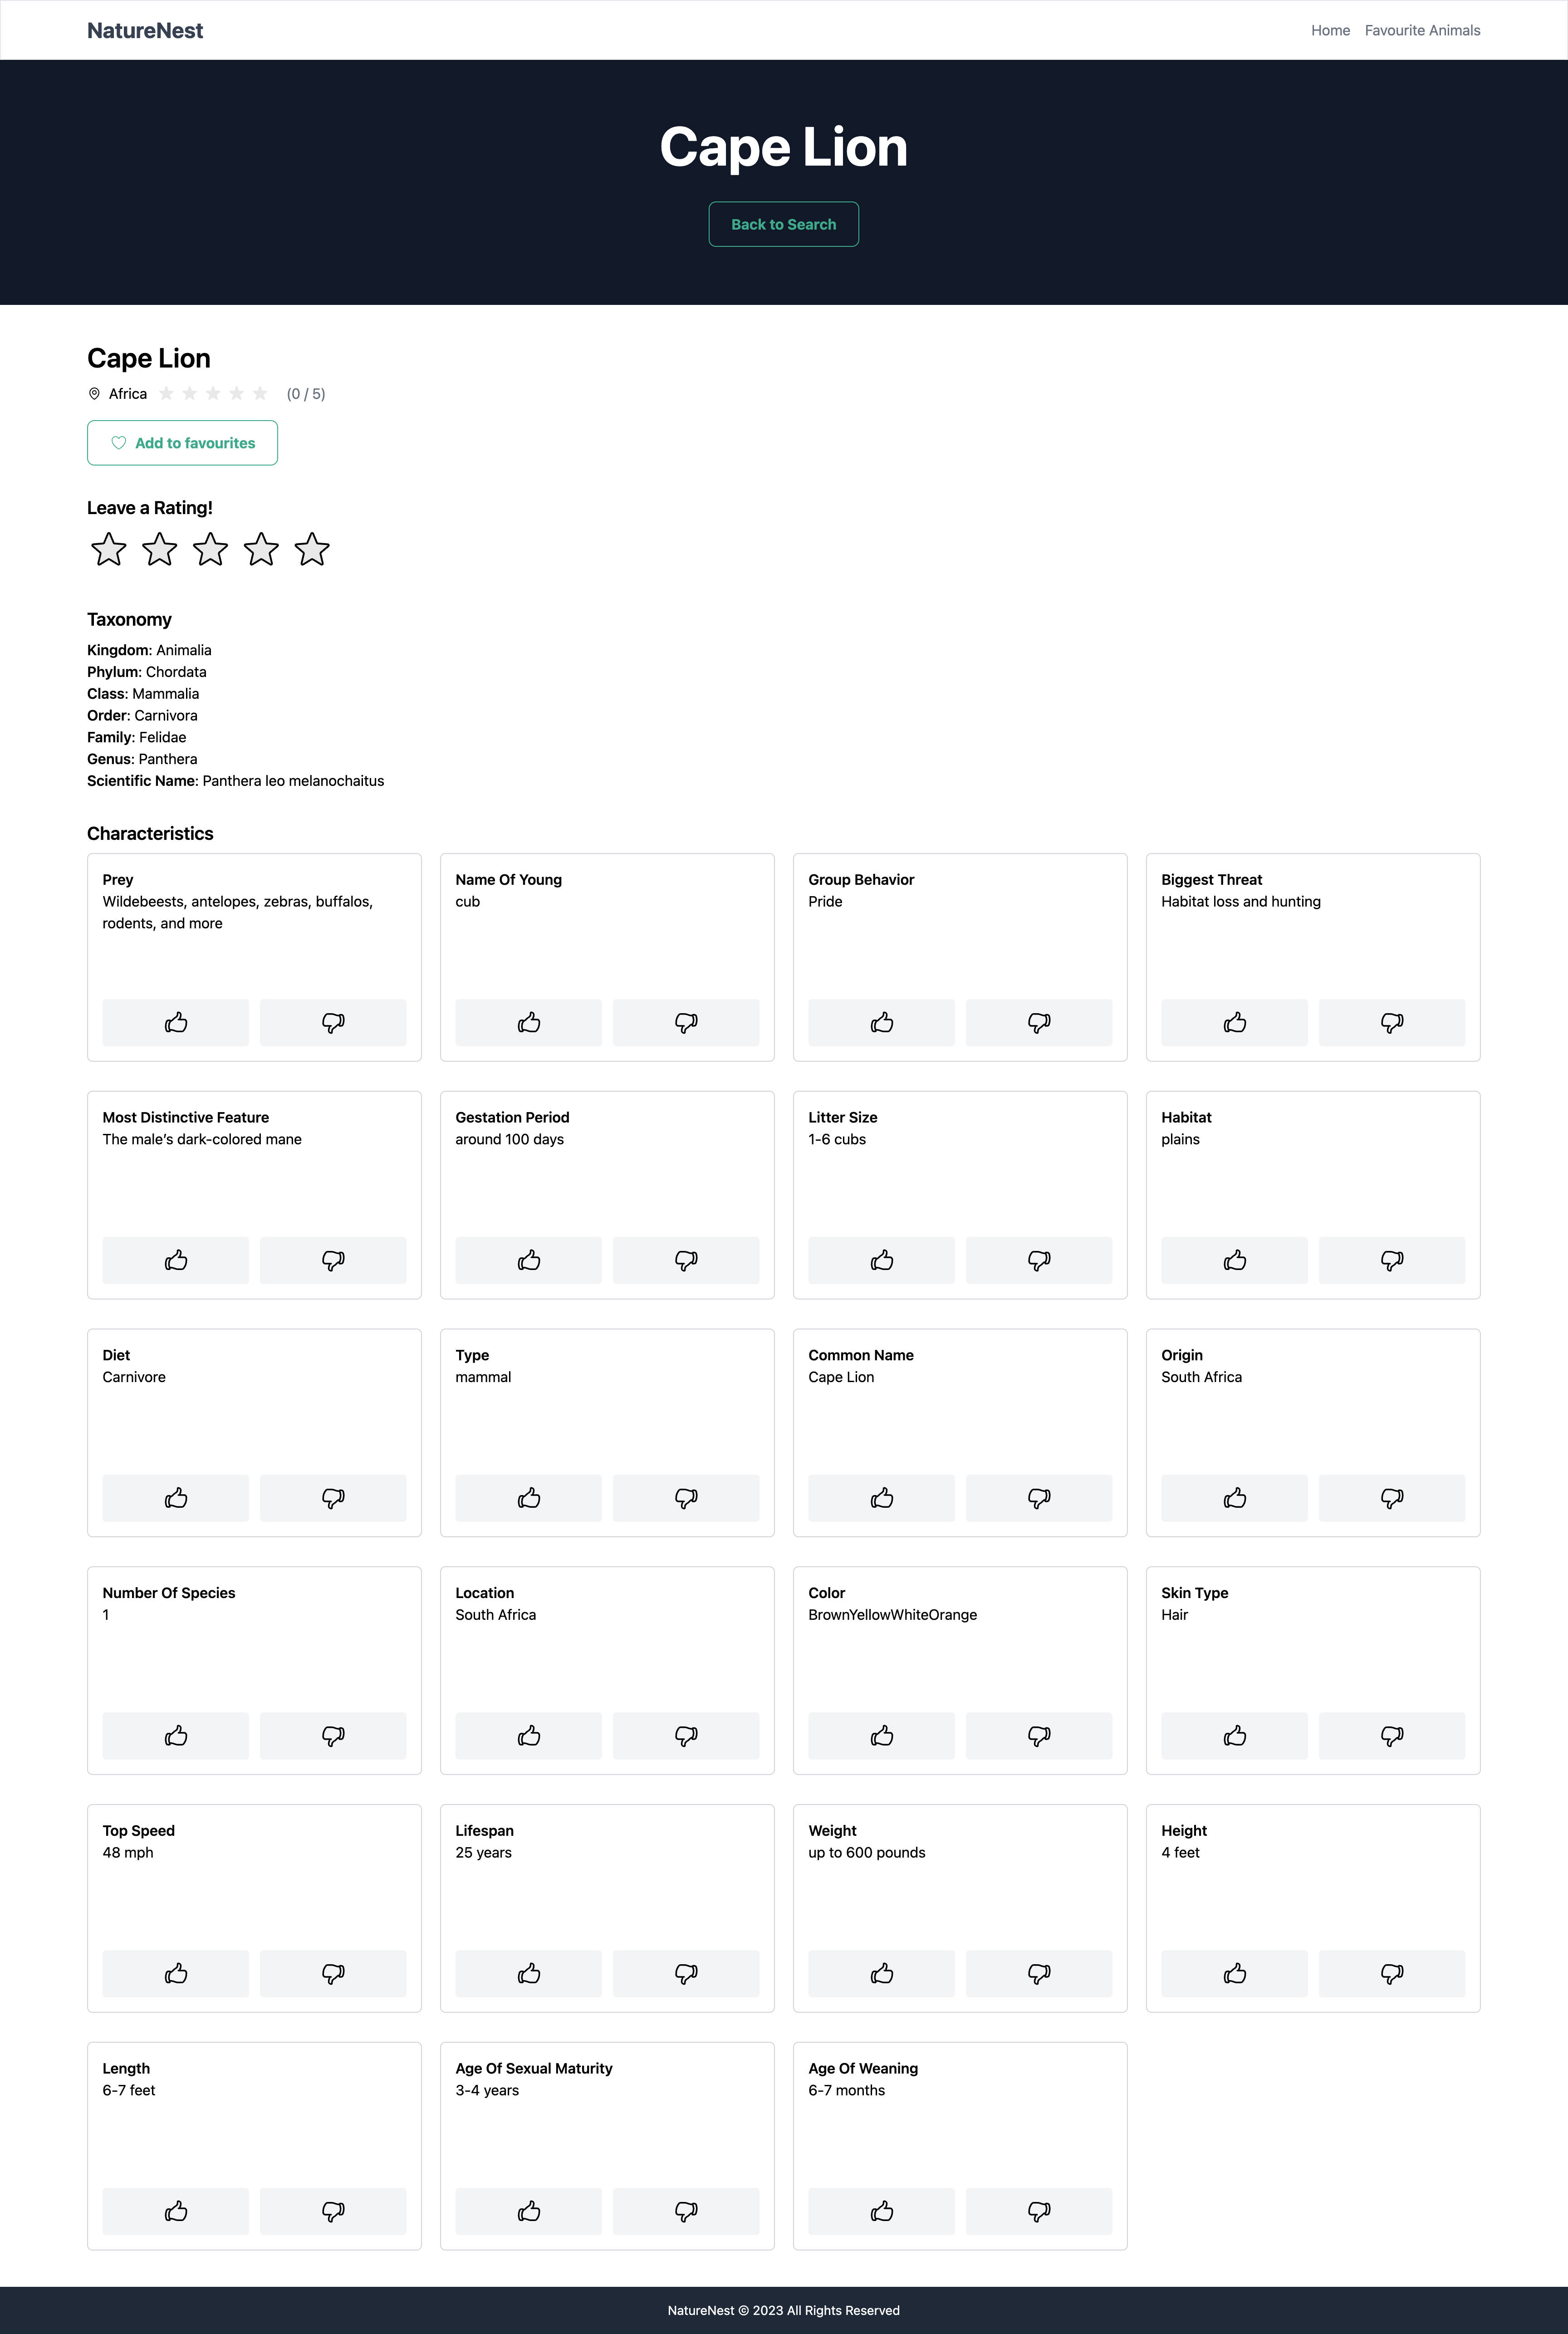 NatureNest
Home Favourite Animals
Cape Lion
Back to Search
Cape Lion
Africa (0 / 5)
Add to favourites
Leave a Rating!
Taxonomy
Kingdom: Animalia
Phylum: Chordata
Class: Mammalia
Order: Carnivora
Family: Felidae
Genus: Panthera
Scientific Name: Panthera leo melanochaitus
Characteristics
Prey
Wildebeests, antelopes, zebras, buffalos,
rodents, and more
Name Of Young
cub
Group Behavior
Pride
Biggest Threat
Habitat loss and hunting
Most Distinctive Feature
The male’s dark-colored mane
Gestation Period
around 100 days
Litter Size
1-6 cubs
Habitat
plains
Diet
Carnivore
Type
mammal
Common Name
Cape Lion
Origin
South Africa
Number Of Species
1
Location
South Africa
Color
BrownYellowWhiteOrange
Skin Type
Hair
Top Speed
48 mph
Lifespan
25 years
Weight
up to 600 pounds
Height
4 feet
Length
6-7 feet
Age Of Sexual Maturity
3-4 years
Age Of Weaning
6-7 months
NatureNest © 2023 All Rights Reserved